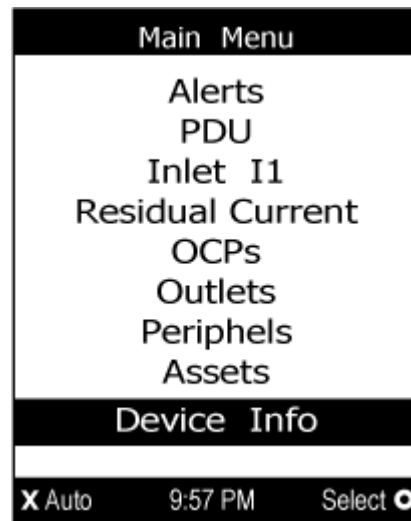 Main Menu
Alerts
PDU
Inlet I1
Residual Current
OCPs
Outlets
Periphels
Assets
Device Info
X Auto 9:57 PM Select O